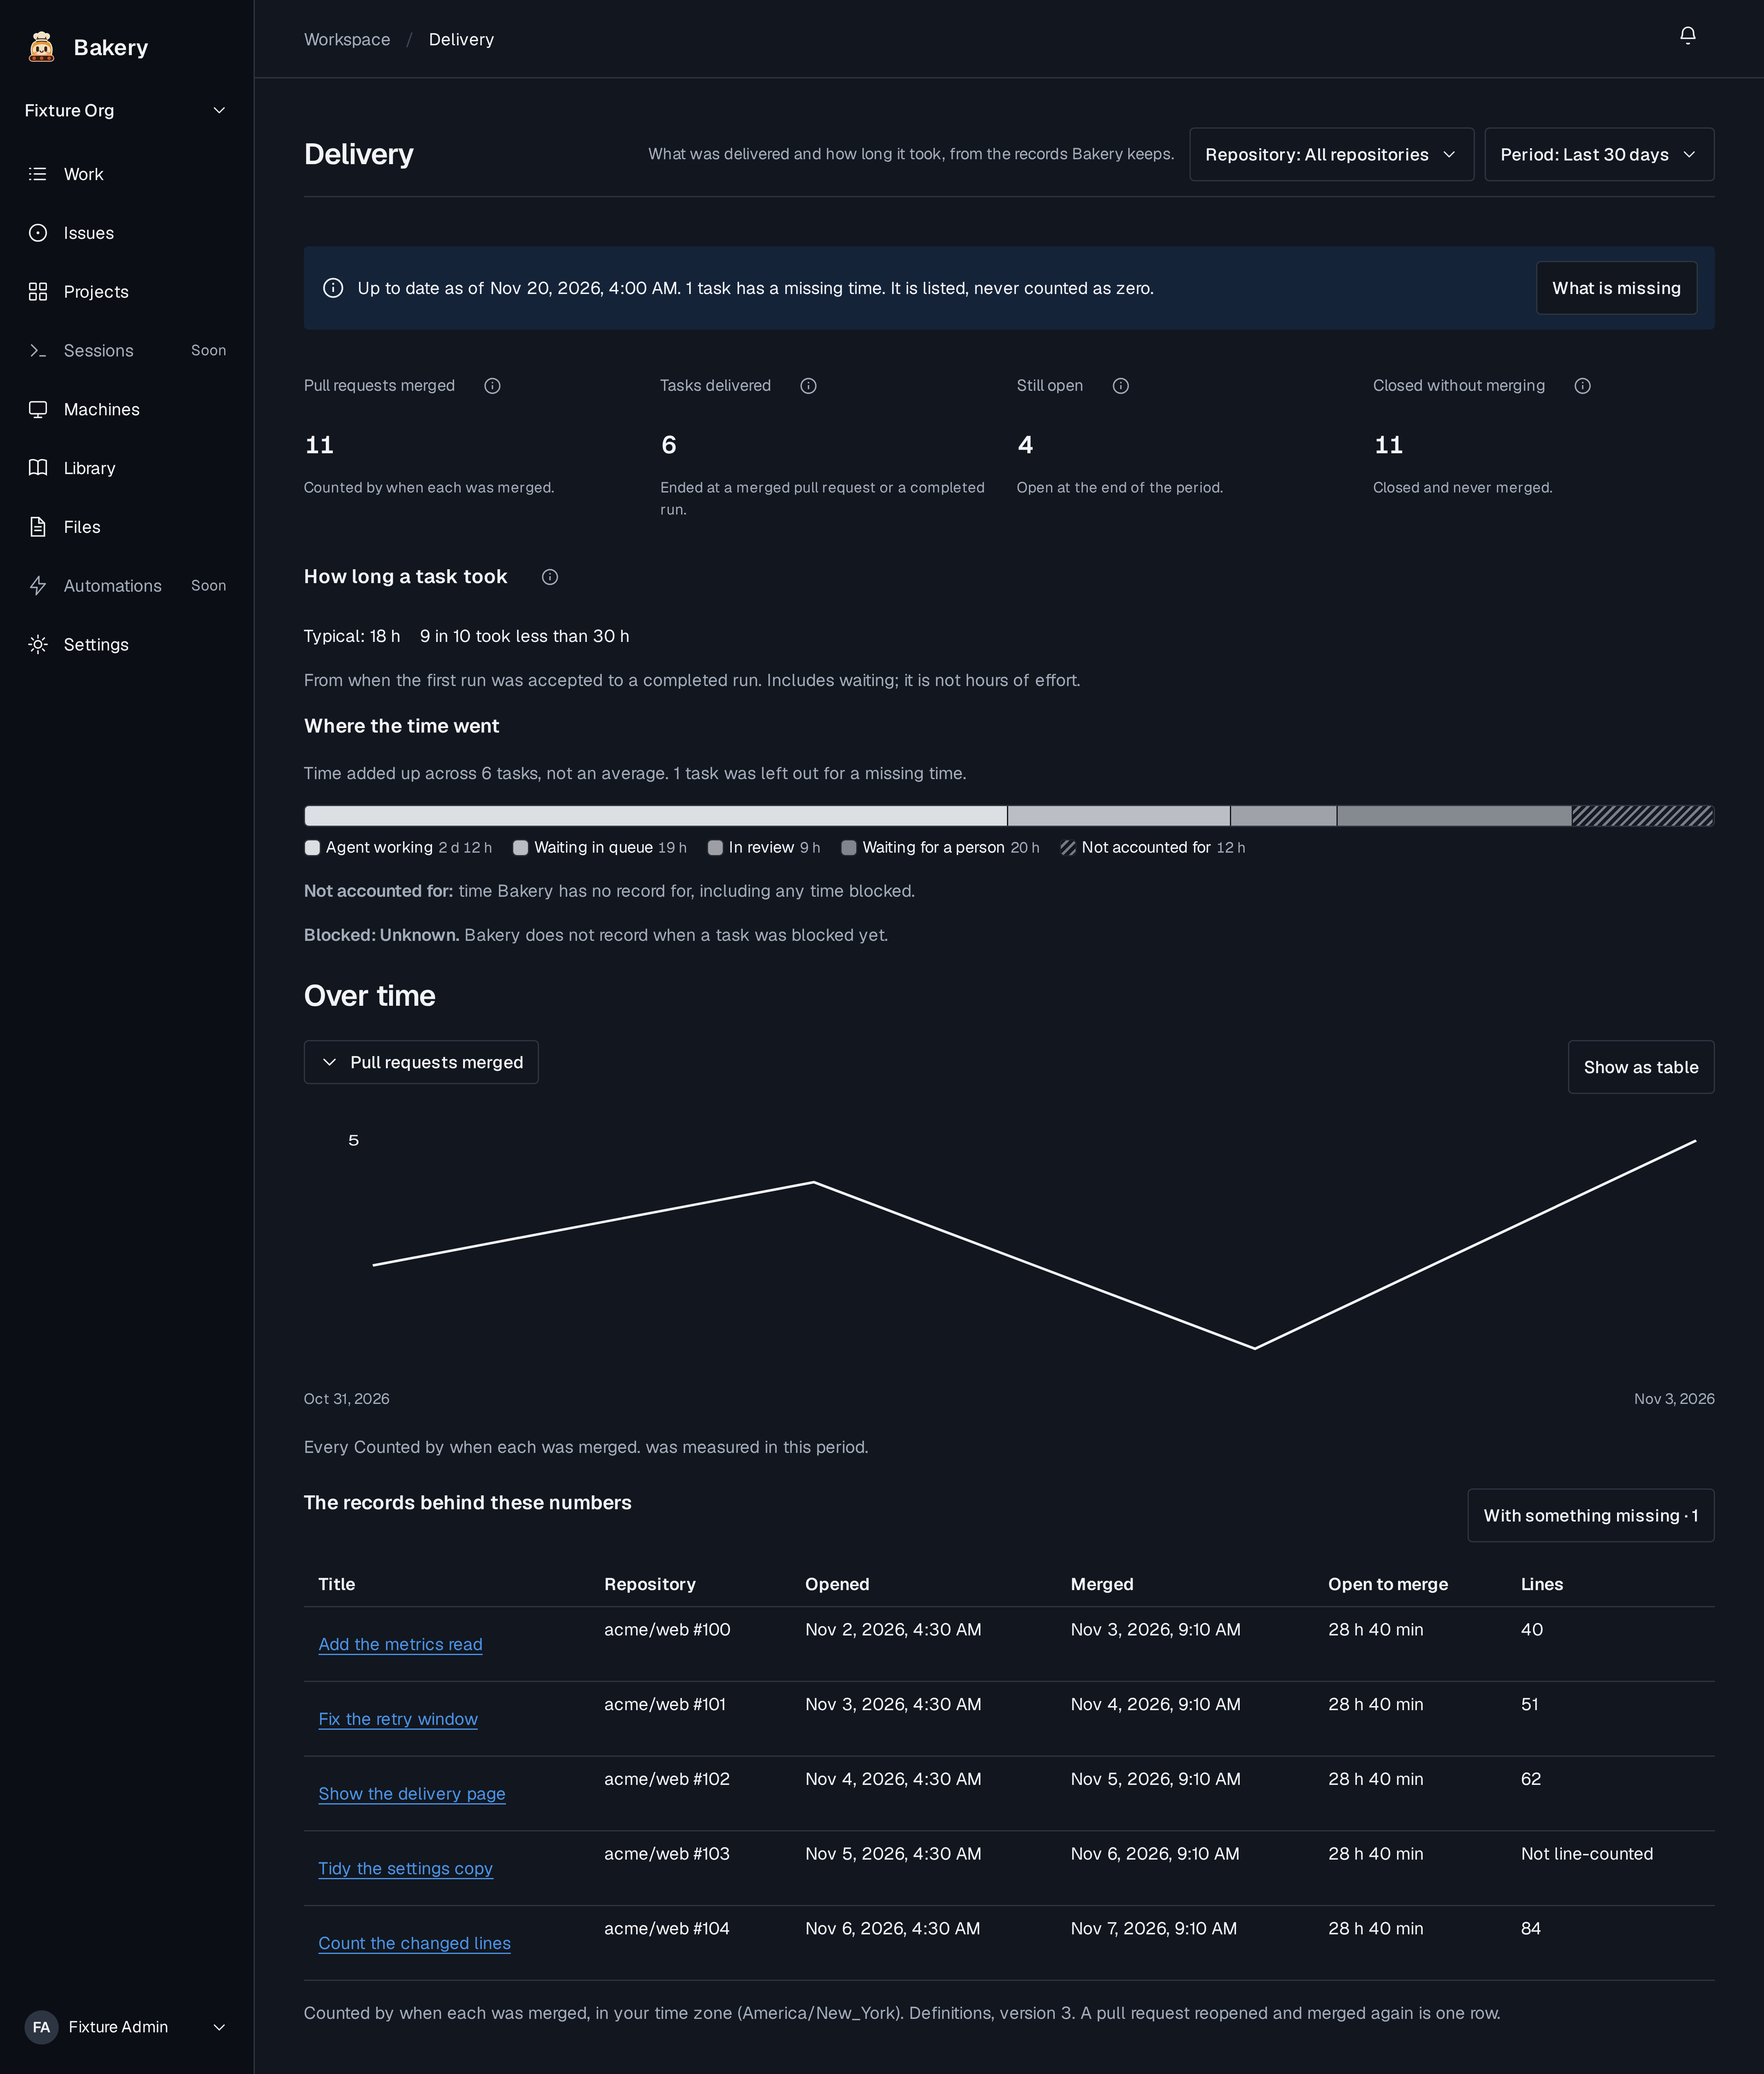 Bakery
Fixture Org
Work
Issues
Projects
Sessions Soon
Machines
Library
Files
Automations Soon
Settings
FA Fixture Admin
Workspace / Delivery
Delivery
What was delivered and how long it took, from the records Bakery keeps.
Repository: All repositories
Period: Last 30 days
Up to date as of Nov 20, 2026, 4:00 AM. 1 task has a missing time. It is listed, never counted as zero.
What is missing
Pull requests merged
11
Counted by when each was merged.
Tasks delivered
6
Ended at a merged pull request or a completed
run.
Still open
4
Open at the end of the period.
Closed without merging
11
Closed and never merged.
How long a task took
Typical: 18 h 9 in 10 took less than 30 h
From when the first run was accepted to a completed run. Includes waiting; it is not hours of effort.
Where the time went
Time added up across 6 tasks, not an average. 1 task was left out for a missing time.
Agent working 2 d 12 h Waiting in queue 19 h In review 9 h Waiting for a person 20 h Not accounted for 12 h
Not accounted for: time Bakery has no record for, including any time blocked.
Blocked: Unknown. Bakery does not record when a task was blocked yet.
Over time
Pull requests merged
Show as table
5
Oct 31, 2026 Nov 3, 2026
Every Counted by when each was merged. was measured in this period.
The records behind these numbers
With something missing · 1
Title Repository Opened Merged Open to merge Lines
Add the metrics read acme/web #100 Nov 2, 2026, 4:30 AM Nov 3, 2026, 9:10 AM 28 h 40 min 40
Fix the retry window acme/web #101 Nov 3, 2026, 4:30 AM Nov 4, 2026, 9:10 AM 28 h 40 min 51
Show the delivery page acme/web #102 Nov 4, 2026, 4:30 AM Nov 5, 2026, 9:10 AM 28 h 40 min 62
Tidy the settings copy acme/web #103 Nov 5, 2026, 4:30 AM Nov 6, 2026, 9:10 AM 28 h 40 min Not line-counted
Count the changed lines acme/web #104 Nov 6, 2026, 4:30 AM Nov 7, 2026, 9:10 AM 28 h 40 min 84
Counted by when each was merged, in your time zone (America/New_York). Definitions, version 3. A pull request reopened and merged again is one row.